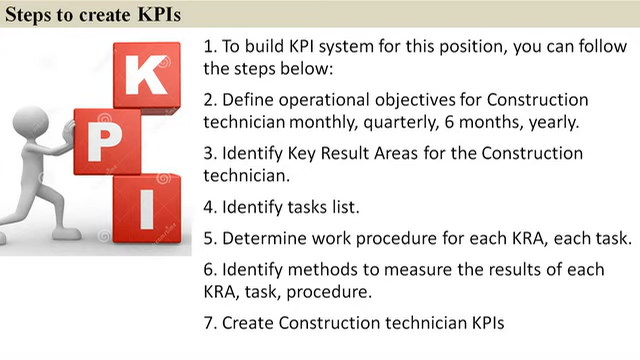 Steps to create KPIs
K
P
I
1. To build KPI system for this position, you can follow
the steps below:
2. Define operational objectives for Construction
technician monthly, quarterly, 6 months, yearly.
3. Identify Key Result Areas for the Construction
technician.
4. Identify tasks list.
5. Determine work procedure for each KRA, each task.
6. Identify methods to measure the results of each
KRA, task, procedure.
7. Create Construction technician KPIs